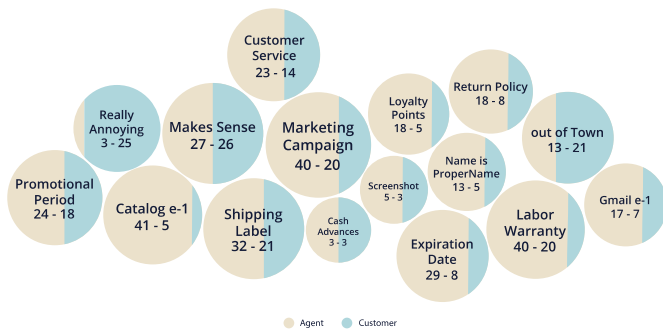 Customer
Service
23 - 14
Return Policy
18 - 8
Really
Annoying
3 - 25
Makes Sense
27 - 26
Marketing
Campaign
40 - 20
Loyalty
Points
18 - 5
out of Town
13 - 21
Promotional
Period
24 - 18
Catalog e-1
41 - 5
Shipping
Label
32 - 21
Screenshot
5 - 3
Name is
ProperName
13 - 5
Cash
Advances
3 - 3
Expiration
Date
29 - 8
Labor
Warranty
40 - 20
Gmail e-1
17 - 7
Agent
Customer